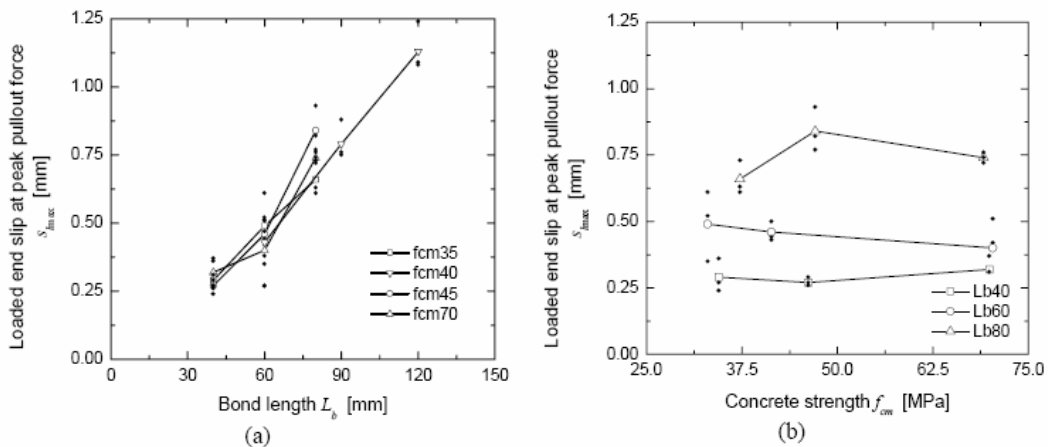 Loaded end slip at peak pullout force
s_lmax [mm]
1.25
1.00
0.75
0.50
0.25
0.00
fcm35
fcm40
fcm45
fcm70
0 30 60 90 120 150
Bond length L_b [mm]
(a)
Loaded end slip at peak pullout force
s_lmax [mm]
1.25
1.00
0.75
0.50
0.25
0.00
Lb40
Lb60
Lb80
25.0 37.5 50.0 62.5 75.0
Concrete strength f_cm [MPa]
(b)